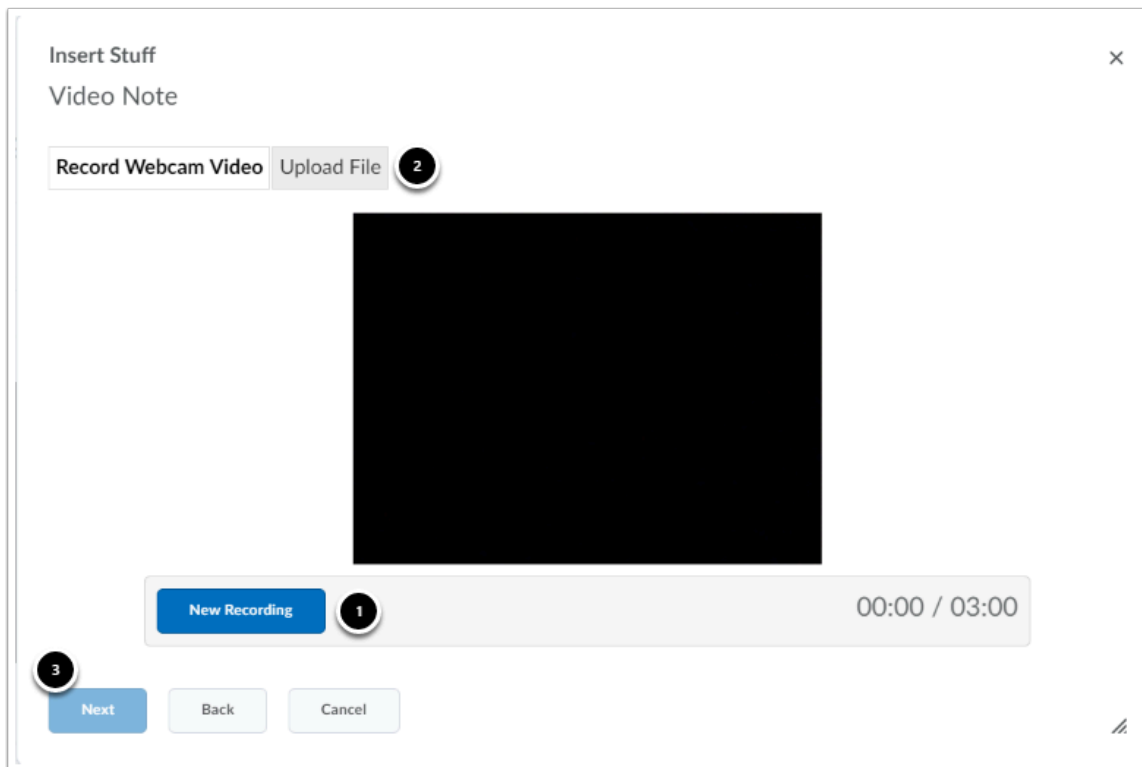 Insert Stuff
Video Note
Record Webcam Video Upload File 2
New Recording 1 00:00 / 03:00
3
Next Back Cancel